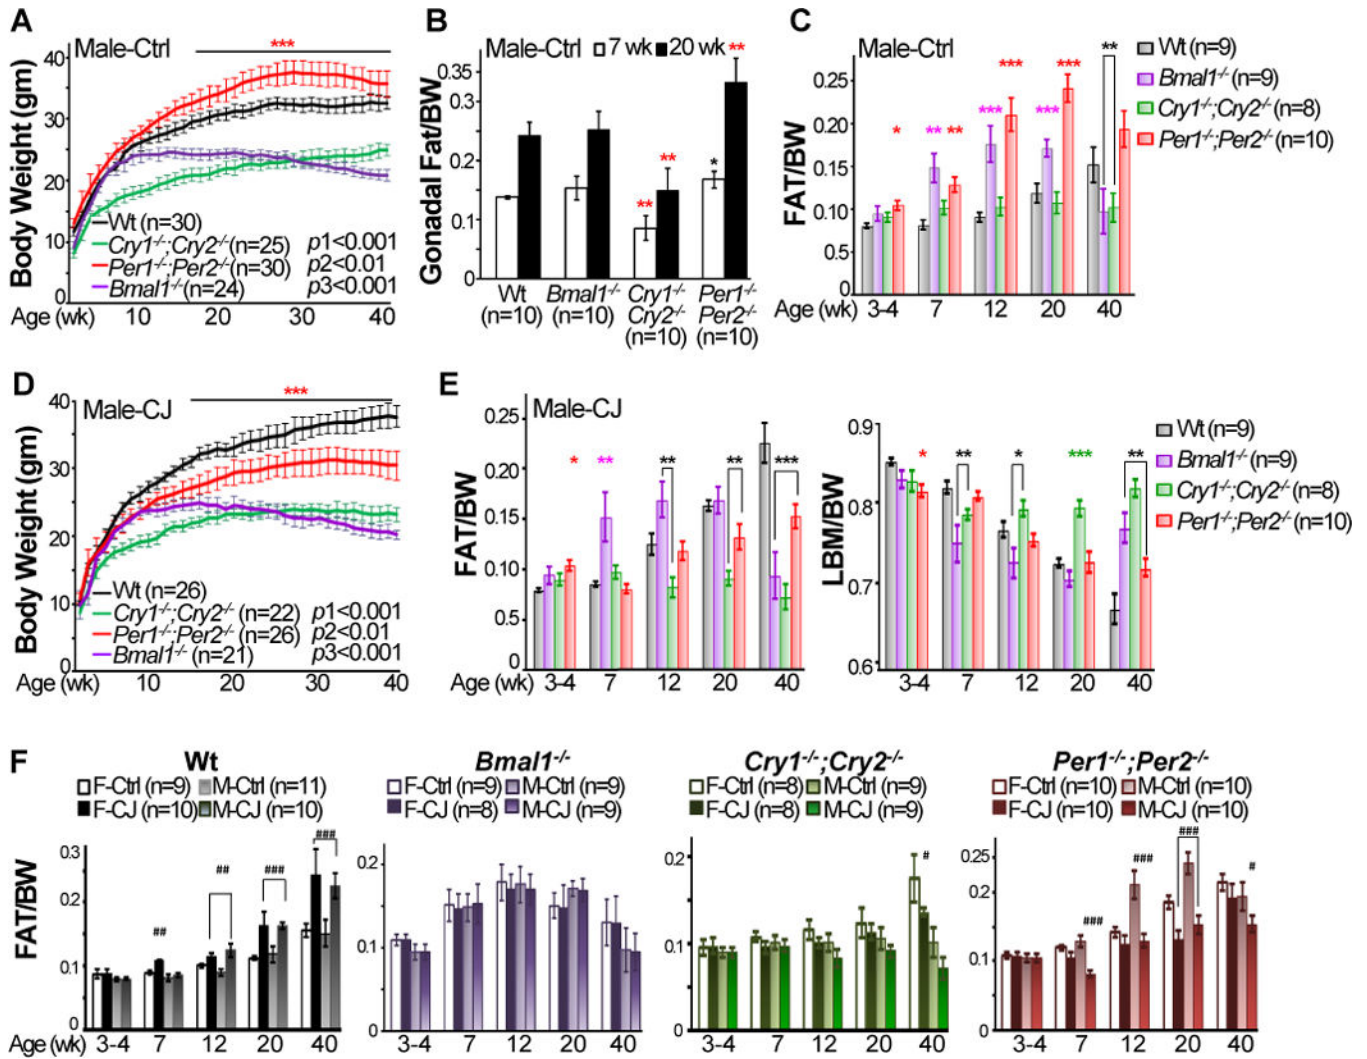 A
Male-Ctrl
***
Body Weight (gm)
40
30
20
10
0
Wt (n=30)
Cry1-/-;Cry2-/- (n=25)
Per1-/-;Per2-/- (n=30)
Bmal1-/- (n=24)
p1<0.001
p2<0.01
p3<0.001
Age (wk) 10 20 30 40
B
Male-Ctrl 7 wk 20 wk
Gonadal Fat/BW
0.35
0.3
0.2
0.1
0
**
**
*
**
Wt (n=10)
Bmal1-/- (n=10)
Cry1-/- Cry2-/- (n=10)
Per1-/- Per2-/- (n=10)
C
Male-Ctrl
FAT/BW
0.25
0.20
0.15
0.10
0.5
0
*
** **
*** ***
*** ***
**
Age (wk) 3-4 7 12 20 40
Wt (n=9)
Bmal1-/- (n=9)
Cry1-/-;Cry2-/- (n=8)
Per1-/-;Per2-/- (n=10)
D
Male-CJ
***
Body Weight (gm)
40
30
20
10
0
Wt (n=26)
Cry1-/-;Cry2-/- (n=22)
Per1-/-;Per2-/- (n=26)
Bmal1-/- (n=21)
p1<0.001
p2<0.01
p3<0.001
Age (wk) 10 20 30 40
E
Male-CJ
FAT/BW
0.25
0.20
0.15
0.10
0.5
0
* ** ** ** ***
Age (wk) 3-4 7 12 20 40
LBM/BW
0.9
0.8
0.7
0.6
* ** * *** **
3-4 7 12 20 40
Wt (n=9)
Bmal1-/- (n=9)
Cry1-/-;Cry2-/- (n=8)
Per1-/-;Per2-/- (n=10)
F
Wt
F-Ctrl (n=9) M-Ctrl (n=11)
F-CJ (n=10) M-CJ (n=10)
FAT/BW
0.3
0.2
0.1
0
## ## ### ###
Age (wk) 3-4 7 12 20 40
Bmal1-/-
F-Ctrl (n=9) M-Ctrl (n=9)
F-CJ (n=8) M-CJ (n=9)
0.2
0.1
0
3-4 7 12 20 40
Cry1-/-;Cry2-/-
F-Ctrl (n=8) M-Ctrl (n=9)
F-CJ (n=8) M-CJ (n=9)
0.2
0.1
0
#
3-4 7 12 20 40
Per1-/-;Per2-/-
F-Ctrl (n=10) M-Ctrl (n=10)
F-CJ (n=10) M-CJ (n=10)
0.25
0.2
0.1
0
### ### ### #
3-4 7 12 20 40